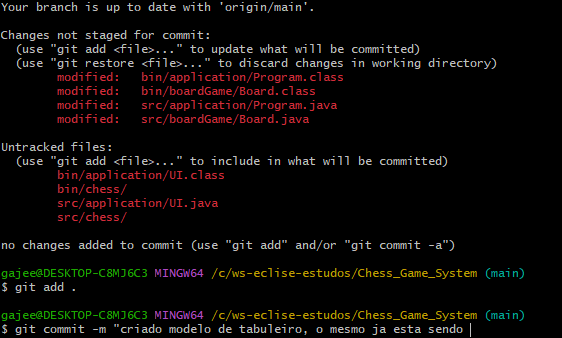 Your branch is up to date with 'origin/main'.
Changes not staged for commit:
(use "git add <file>..." to update what will be committed)
(use "git restore <file>..." to discard changes in working directory)
modified: bin/application/Program.class
modified: bin/boardGame/Board.class
modified: src/application/Program.java
modified: src/boardGame/Board.java
Untracked files:
(use "git add <file>..." to include in what will be committed)
bin/application/UI.class
bin/chess/
src/application/UI.java
src/chess/
no changes added to commit (use "git add" and/or "git commit -a")
gajee@DESKTOP-C8MJ6C3 MINGW64 /c/ws-eclise-estudos/Chess_Game_System (main)
$ git add .
gajee@DESKTOP-C8MJ6C3 MINGW64 /c/ws-eclise-estudos/Chess_Game_System (main)
$ git commit -m "criado modelo de tabuleiro, o mesmo ja esta sendo